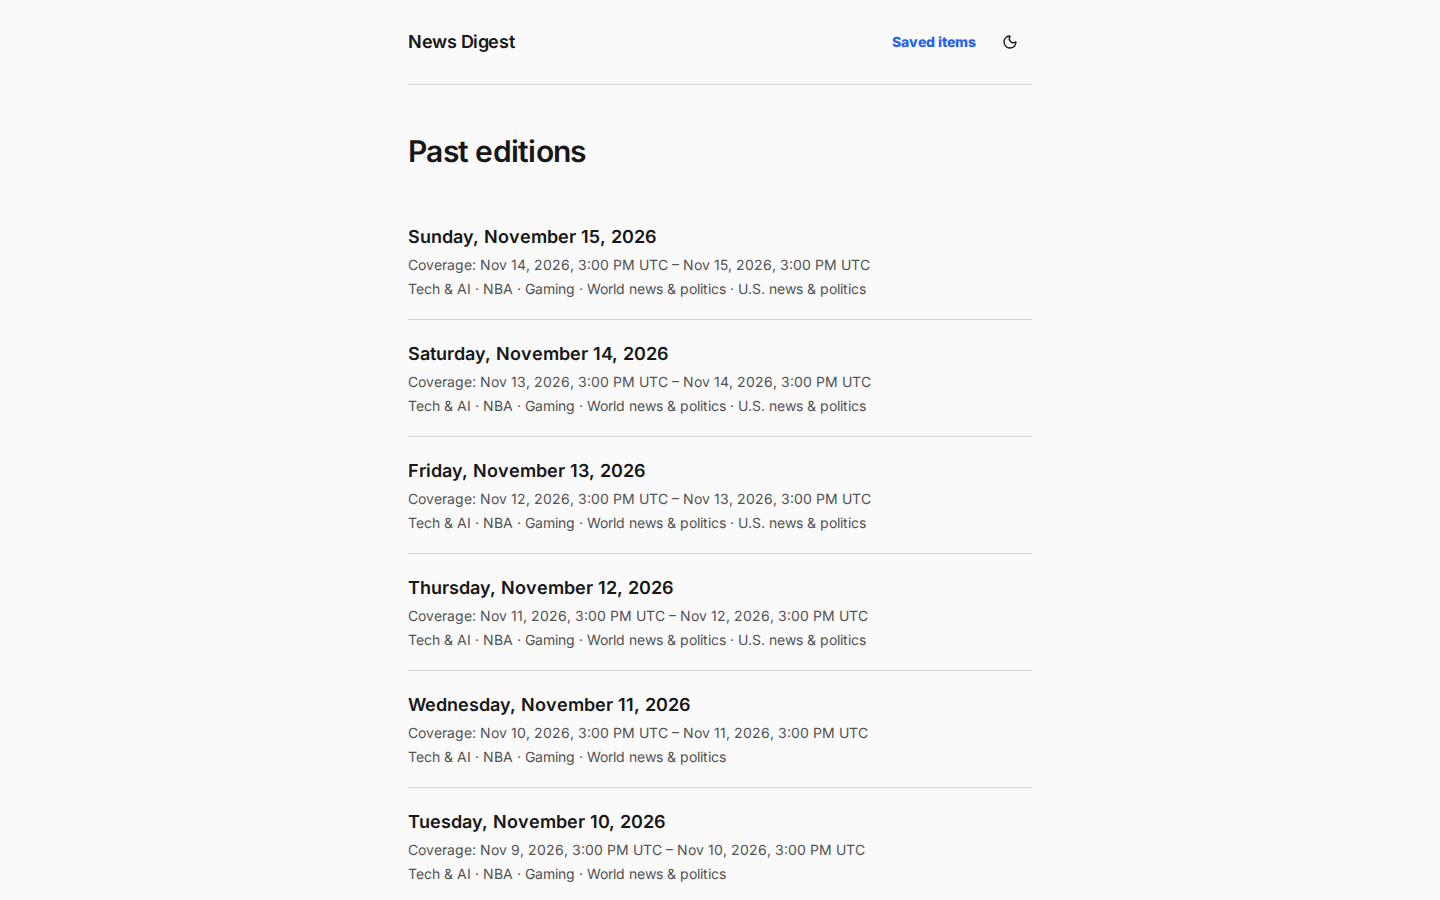 News Digest
Saved items
Past editions
Sunday, November 15, 2026
Coverage: Nov 14, 2026, 3:00 PM UTC – Nov 15, 2026, 3:00 PM UTC
Tech & AI · NBA · Gaming · World news & politics · U.S. news & politics
Saturday, November 14, 2026
Coverage: Nov 13, 2026, 3:00 PM UTC – Nov 14, 2026, 3:00 PM UTC
Tech & AI · NBA · Gaming · World news & politics · U.S. news & politics
Friday, November 13, 2026
Coverage: Nov 12, 2026, 3:00 PM UTC – Nov 13, 2026, 3:00 PM UTC
Tech & AI · NBA · Gaming · World news & politics · U.S. news & politics
Thursday, November 12, 2026
Coverage: Nov 11, 2026, 3:00 PM UTC – Nov 12, 2026, 3:00 PM UTC
Tech & AI · NBA · Gaming · World news & politics · U.S. news & politics
Wednesday, November 11, 2026
Coverage: Nov 10, 2026, 3:00 PM UTC – Nov 11, 2026, 3:00 PM UTC
Tech & AI · NBA · Gaming · World news & politics
Tuesday, November 10, 2026
Coverage: Nov 9, 2026, 3:00 PM UTC – Nov 10, 2026, 3:00 PM UTC
Tech & AI · NBA · Gaming · World news & politics